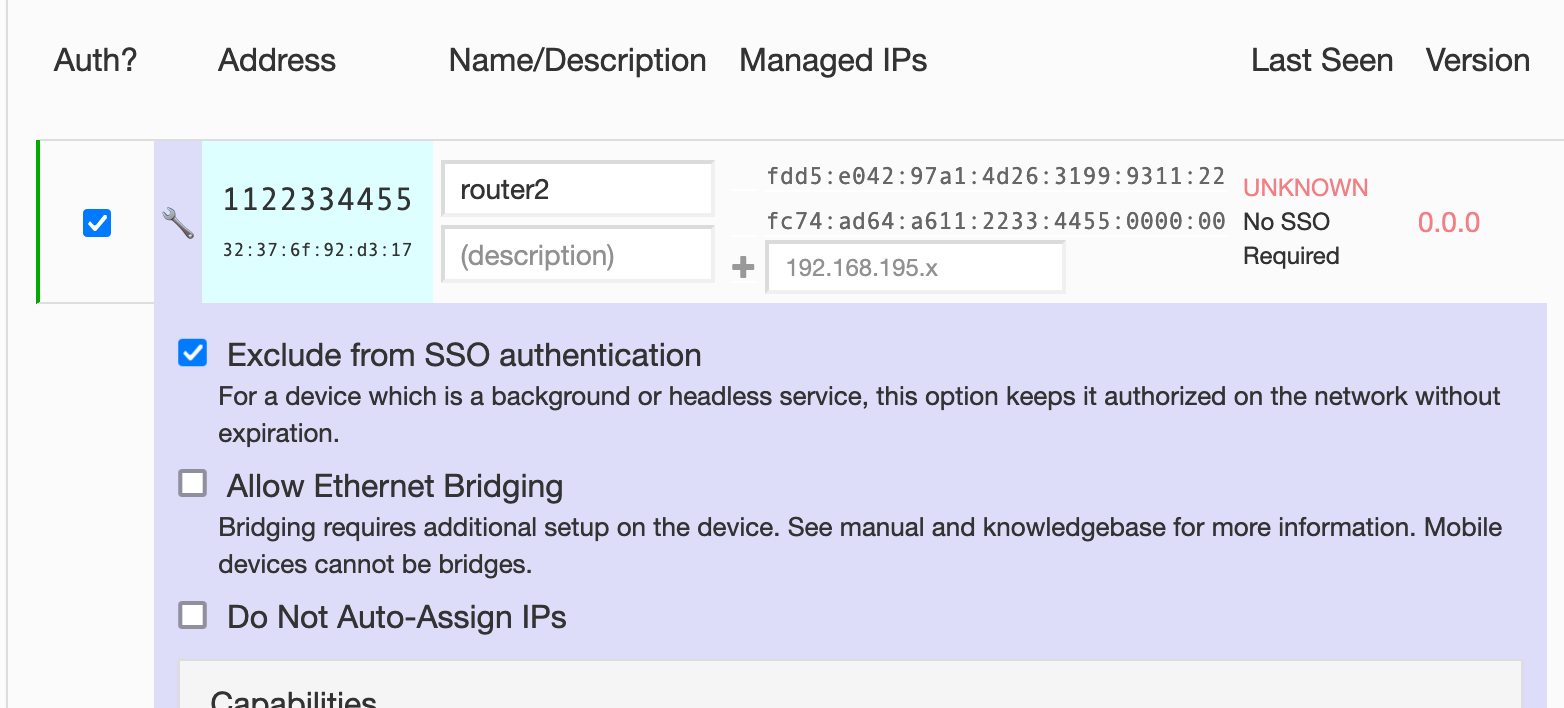 Auth? Address Name/Description Managed IPs Last Seen Version
1122334455
32:37:6f:92:d3:17
router2
(description)
fdd5:e042:97a1:4d26:3199:9311:22
fc74:ad64:a611:2233:4455:0000:00
192.168.195.x
UNKNOWN
No SSO
Required
0.0.0
Exclude from SSO authentication
For a device which is a background or headless service, this option keeps it authorized on the network without
expiration.
Allow Ethernet Bridging
Bridging requires additional setup on the device. See manual and knowledgebase for more information. Mobile
devices cannot be bridges.
Do Not Auto-Assign IPs
Capabilities